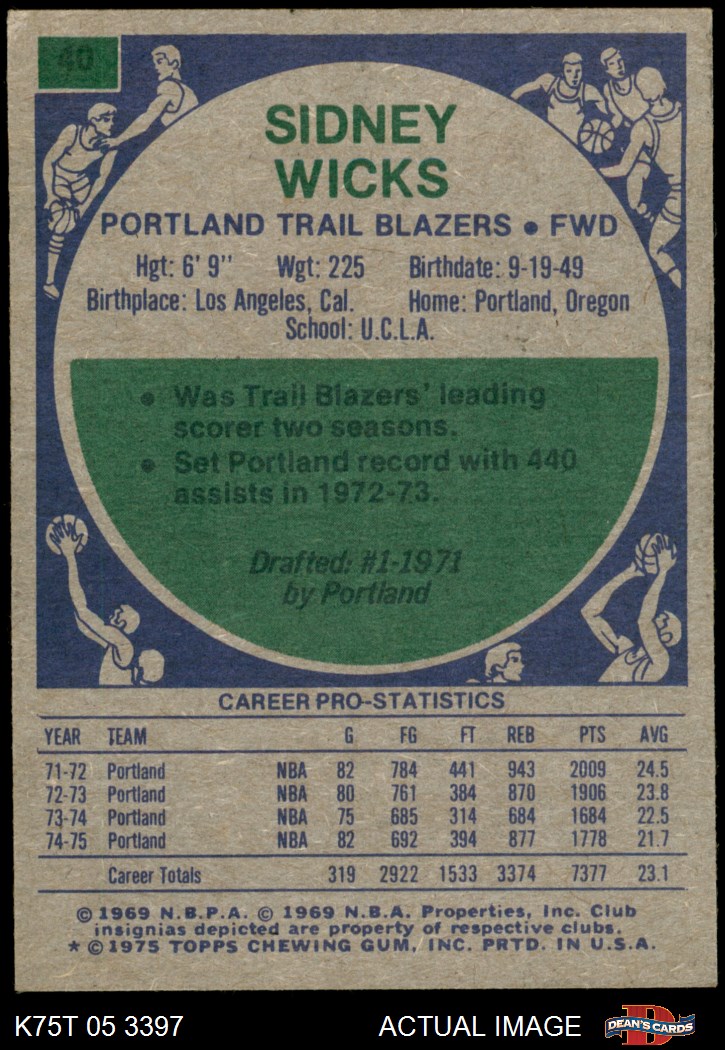 40
SIDNEY
WICKS
PORTLAND TRAIL BLAZERS • FWD
Hgt: 6' 9" Wgt: 225 Birthdate: 9-19-49
Birthplace: Los Angeles, Cal. Home: Portland, Oregon
School: U.C.L.A.
• Was Trail Blazers' leading
scorer two seasons.
• Set Portland record with 440
assists in 1972-73.
Drafted: #1-1971
by Portland
CAREER PRO-STATISTICS
YEAR TEAM G FG FT REB PTS AVG
71-72 Portland NBA 82 784 441 943 2009 24.5
72-73 Portland NBA 80 761 384 870 1906 23.8
73-74 Portland NBA 75 685 314 684 1684 22.5
74-75 Portland NBA 82 692 394 877 1778 21.7
Career Totals 319 2922 1533 3374 7377 23.1
© 1969 N.B.P.A. © 1969 N.B.A. Properties, Inc. Club
insignias depicted are property of respective clubs.
* © 1975 TOPPS CHEWING GUM, INC. PRTD. IN U.S.A.
K75T 05 3397 ACTUAL IMAGE
DEAN'S CARDS